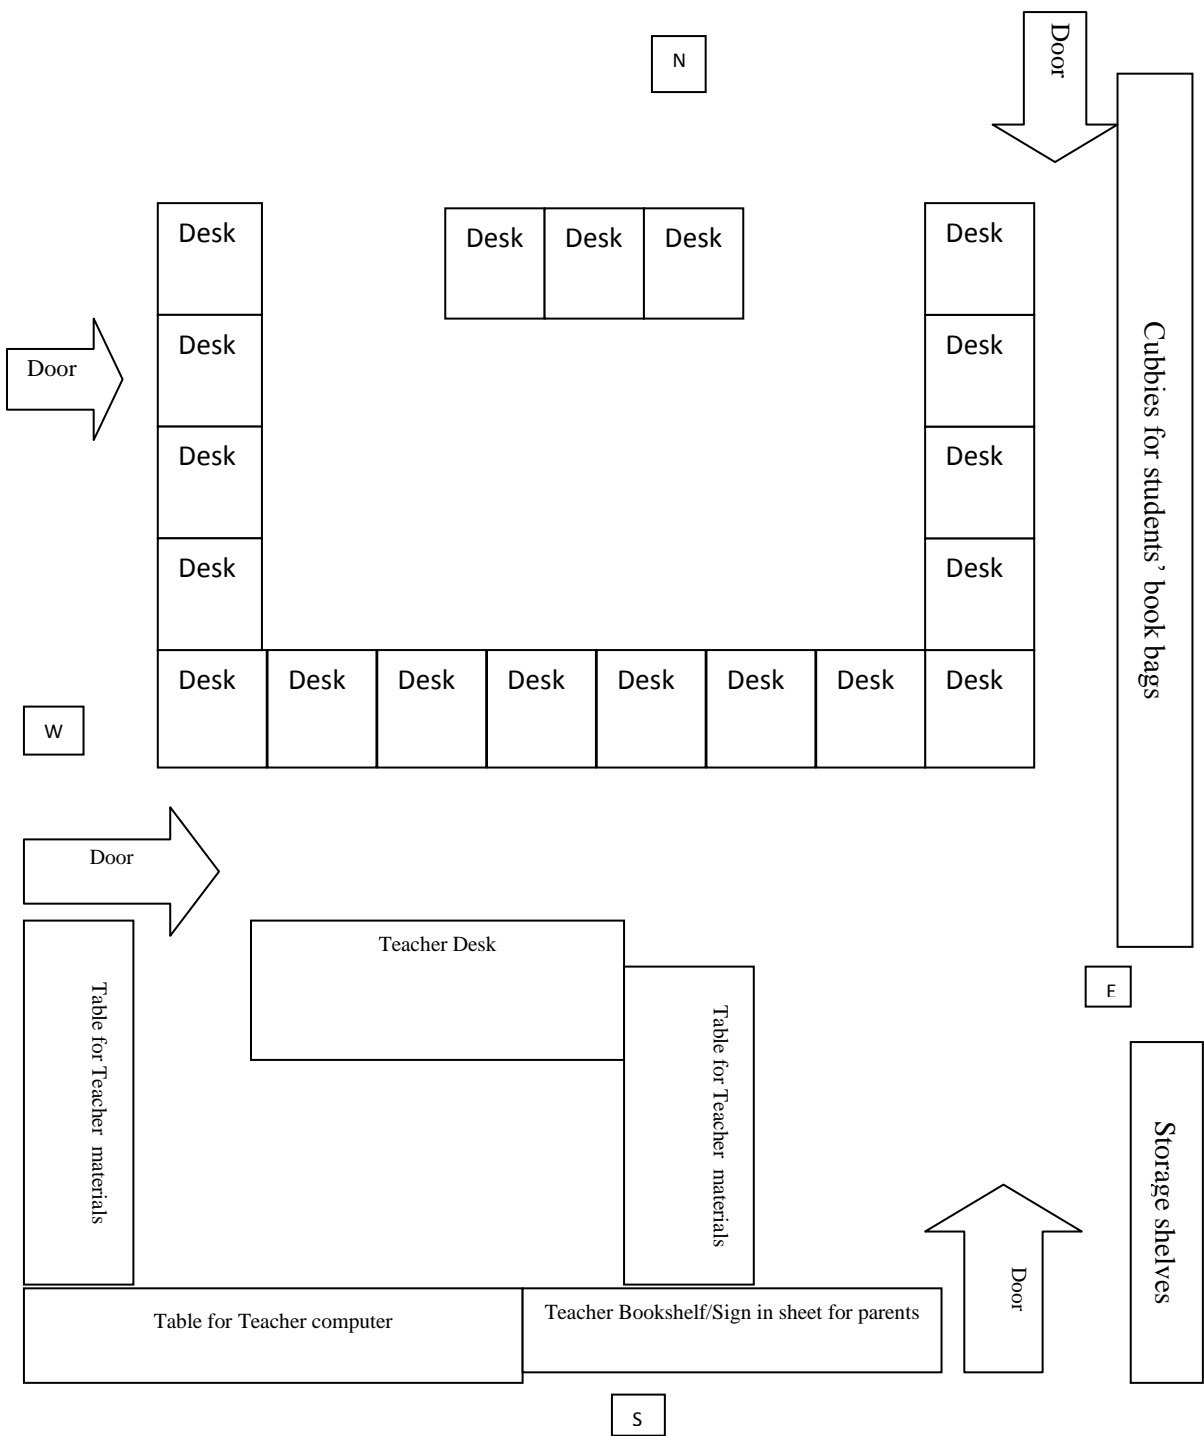 N
Door
Desk
Desk
Desk
Desk
Desk
Door
Desk
Desk
Cubbies for students’ book bags
Desk
Desk
Desk
Desk
Desk
Desk
Desk
Desk
Desk
Desk
Desk
Desk
W
Door
Teacher Desk
E
Table for Teacher materials
Table for Teacher materials
Storage shelves
Door
Table for Teacher computer
Teacher Bookshelf/Sign in sheet for parents
S